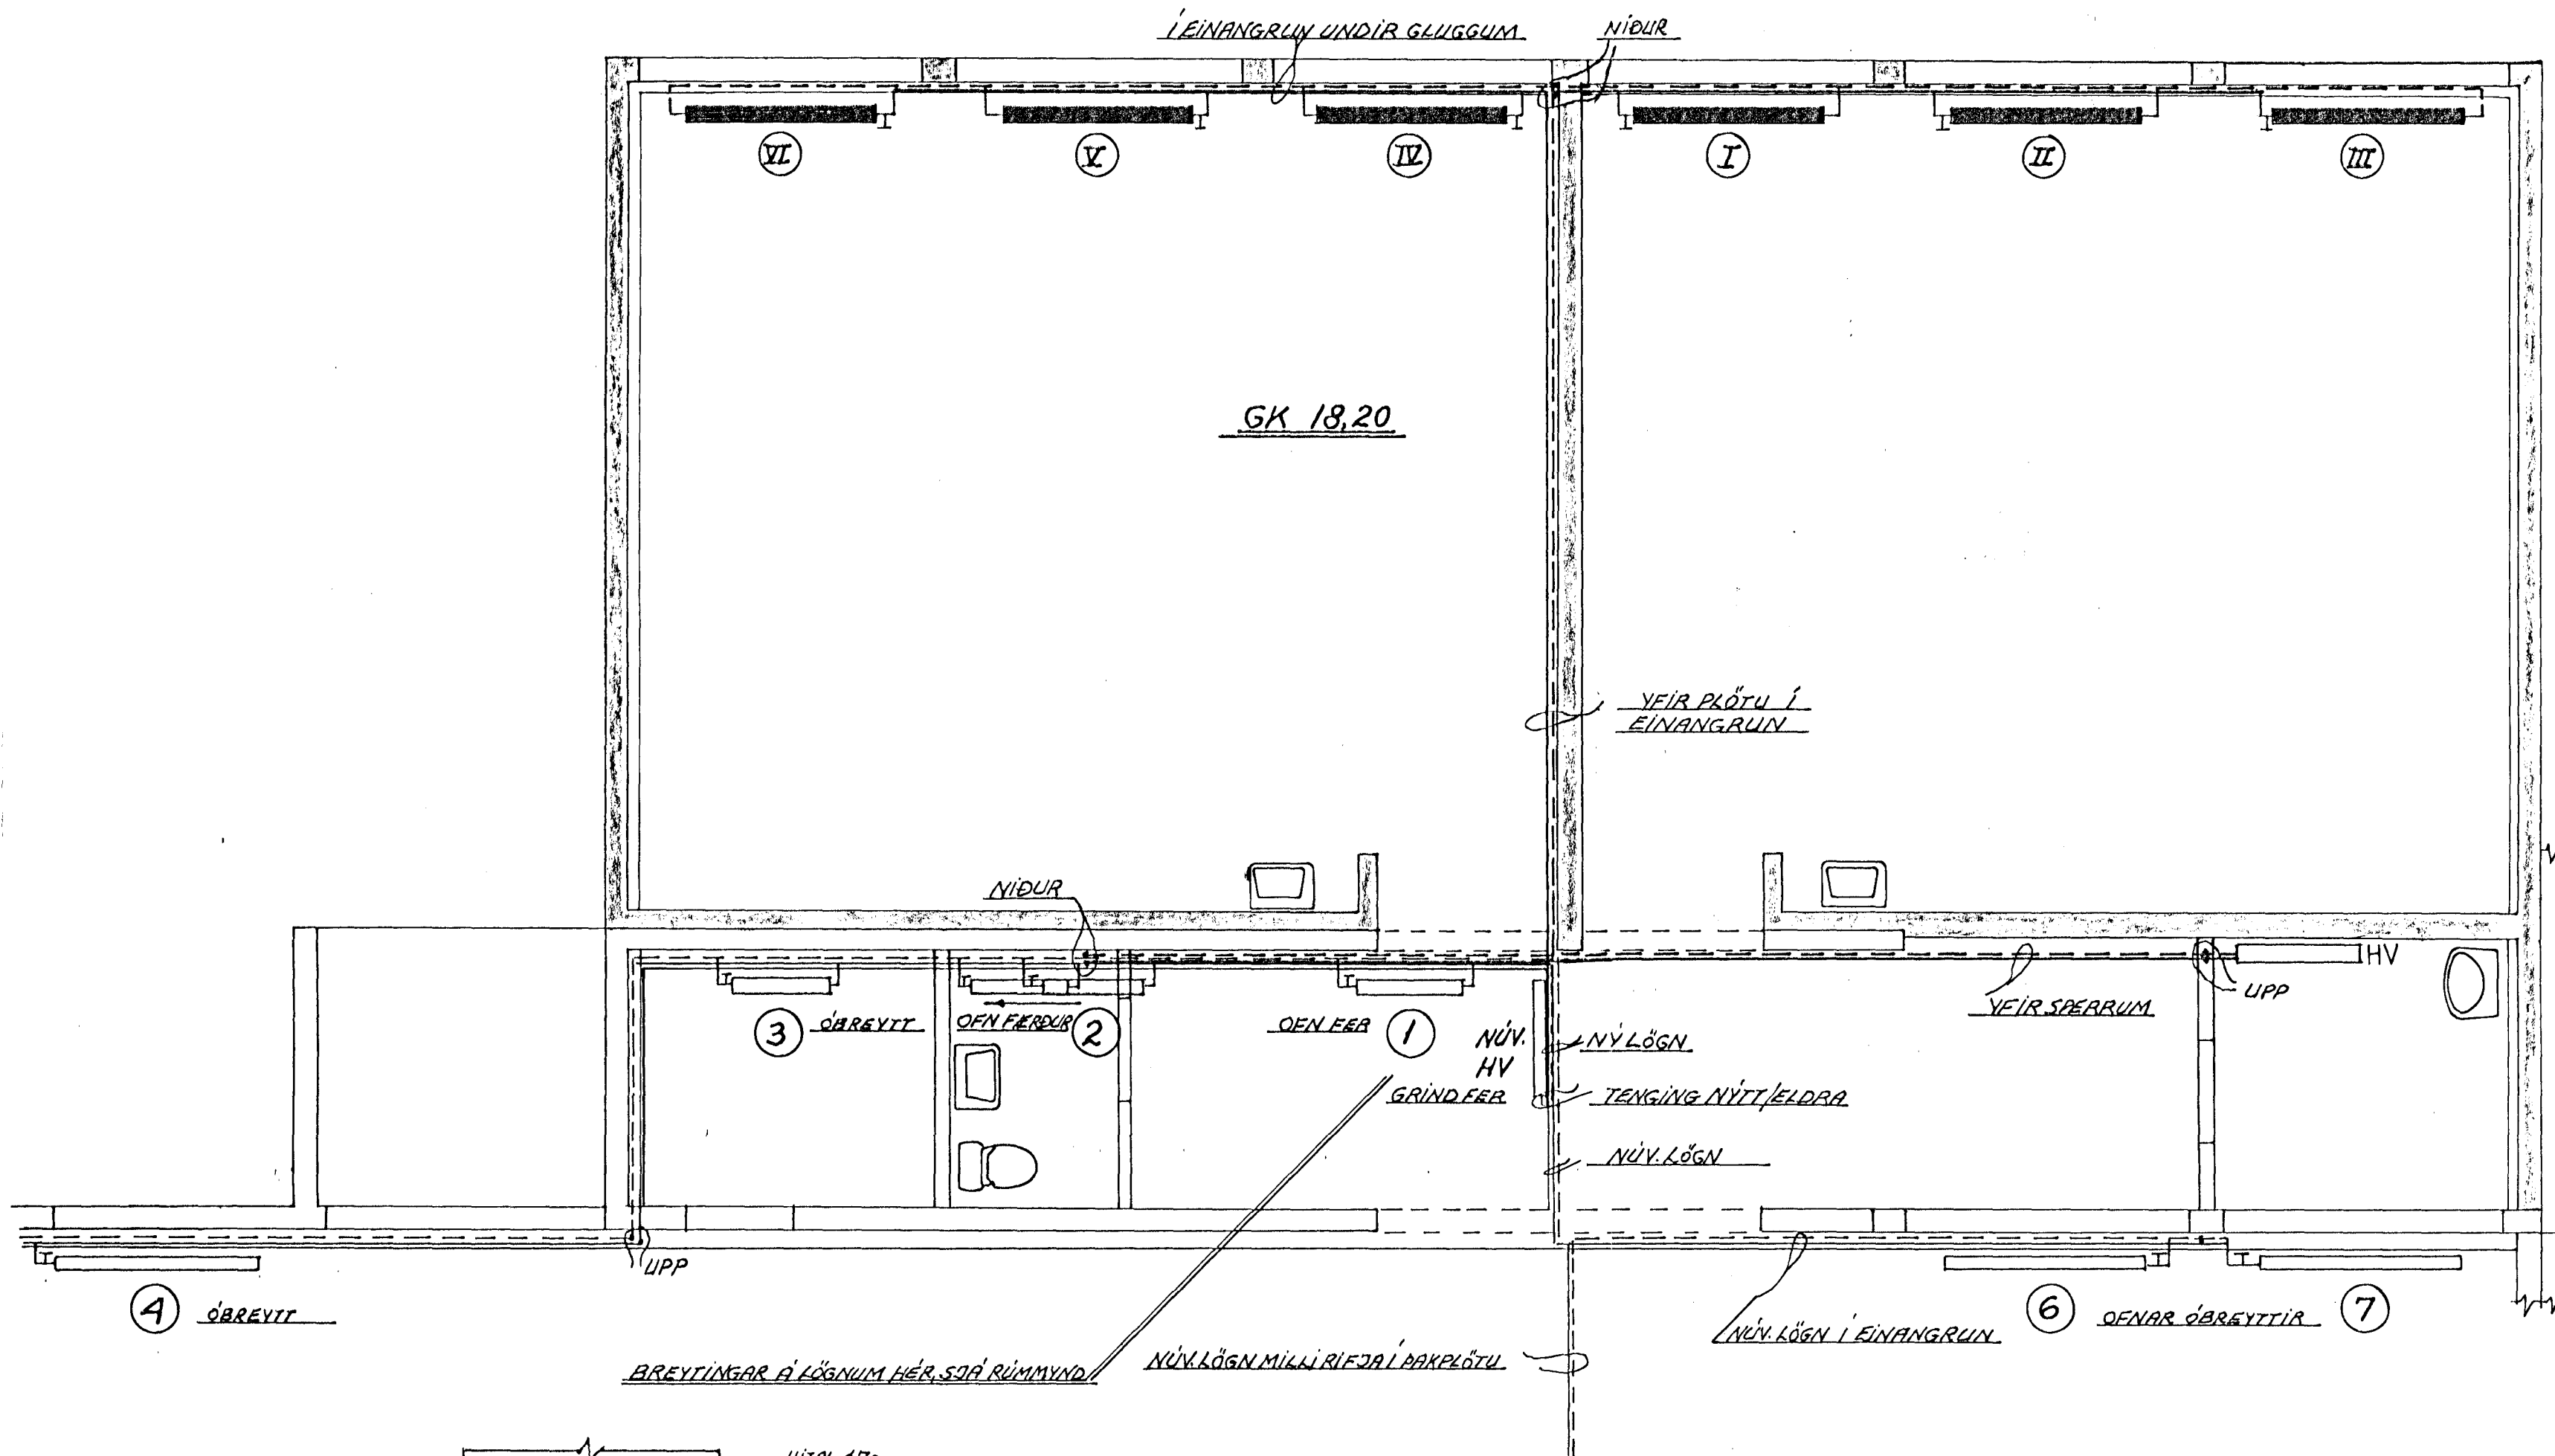 Í EINANGRUN UNDIR GLUGGUM
NIÐUR
VI
V
IV
I
II
III
GK 18,20
YFIR PLÖTU Í
EINANGRUN
NIÐUR
HV
UPP
YFIR SPERRUM
3 ÓBREYTT
OFN FÆRÐUR 2
OFN FER 1
NÚV.
HV
GRIND FER
NÝ LÖGN
TENGING NÝTT/ELDRA
NÚV. LÖGN
UPP
4 ÓBREYTT
6 OFNAR ÓBREYTTIR 7
NÚV. LÖGN Í EINANGRUN
BREYTINGAR Á LÖGNUM HÉR, SJÁ RÚMMYND
NÚV. LÖGN MILLI RIFJA Í ÞAKPLÖTU